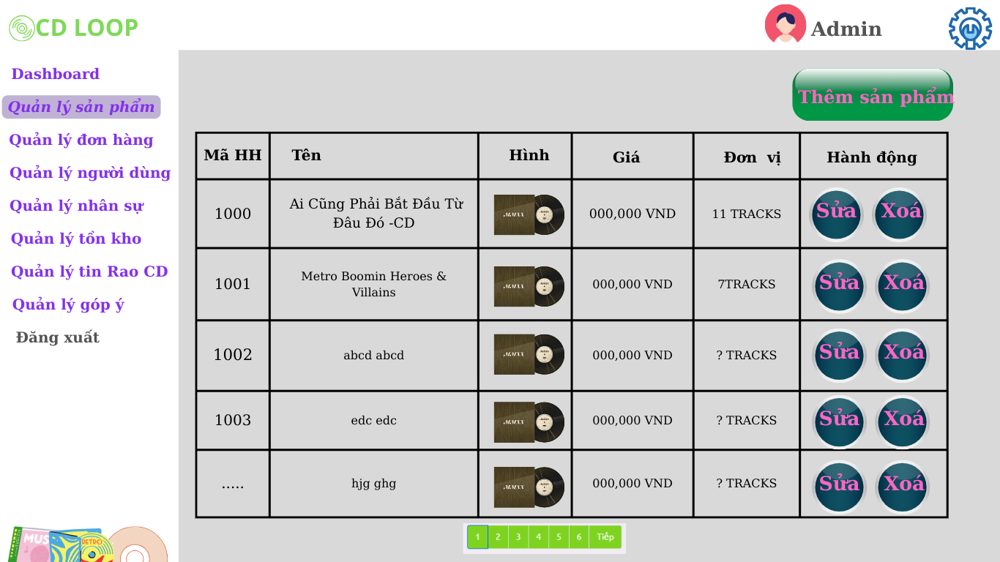 CD LOOP
Admin
Dashboard
Quản lý sản phẩm
Quản lý đơn hàng
Quản lý người dùng
Quản lý nhân sự
Quản lý tồn kho
Quản lý tin Rao CD
Quản lý góp ý
Đăng xuất
Thêm sản phẩm
Mã HH Tên Hình Giá Đơn vị Hành động
1000 Ai Cũng Phải Bắt Đầu Từ
Đâu Đó -CD 000,000 VND 11 TRACKS Sửa Xoá
1001 Metro Boomin Heroes &
Villains 000,000 VND 7TRACKS Sửa Xoá
1002 abcd abcd 000,000 VND ? TRACKS Sửa Xoá
1003 edc edc 000,000 VND ? TRACKS Sửa Xoá
..... hjg ghg 000,000 VND ? TRACKS Sửa Xoá
1 2 3 4 5 6 Tiếp
MUS
RETRO